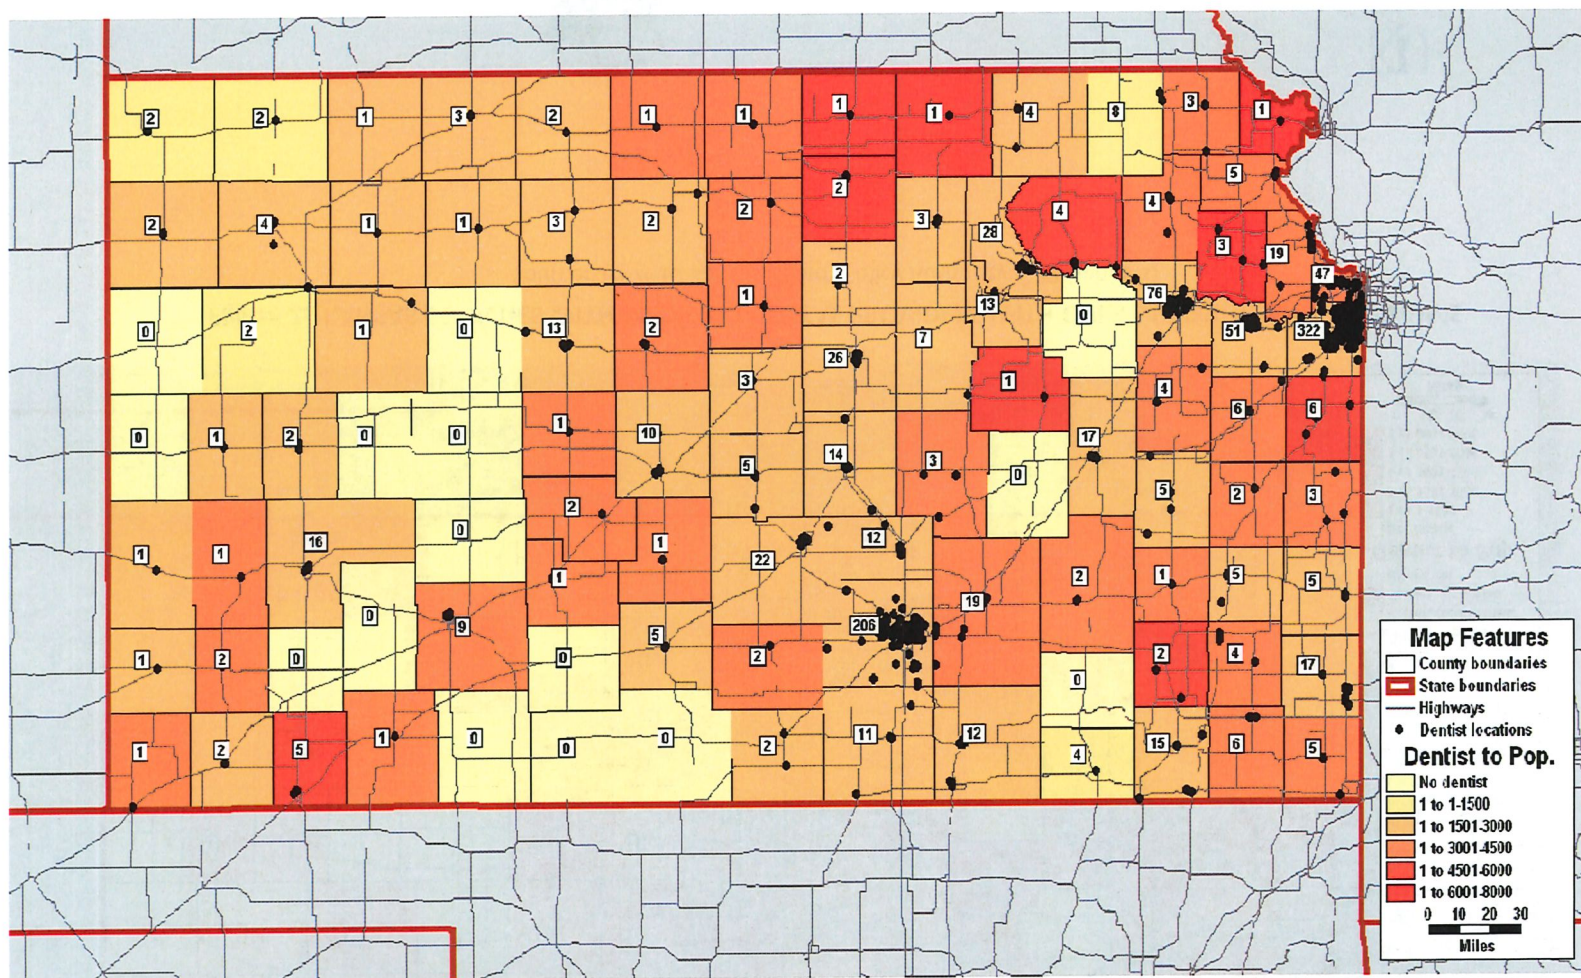 2 2 1 3 2 1 1 1 1 4 8 3 1
5
2 4 1 1 3 2 2 2 3 28 4 4 3 19
1 2 13 76 47
0 2 1 0 13 2 0 51 322
3 26 7 1 4
0 1 2 0 0 1 10 17 6 6
5 14 3 0 5 2 3
1 1 16 0 2 1 22 12
0 9 1 5 19 2 1 5 5
1 2 0 0 2 206 0 2 4 17
1 2 5 1 0 0 0 2 11 12 4 15 6 5
Map Features
County boundaries
State boundaries
Highways
Dentist locations
Dentist to Pop.
No dentist
1 to 1-1500
1 to 1501-3000
1 to 3001-4500
1 to 4501-6000
1 to 6001-8000
0 10 20 30
Miles